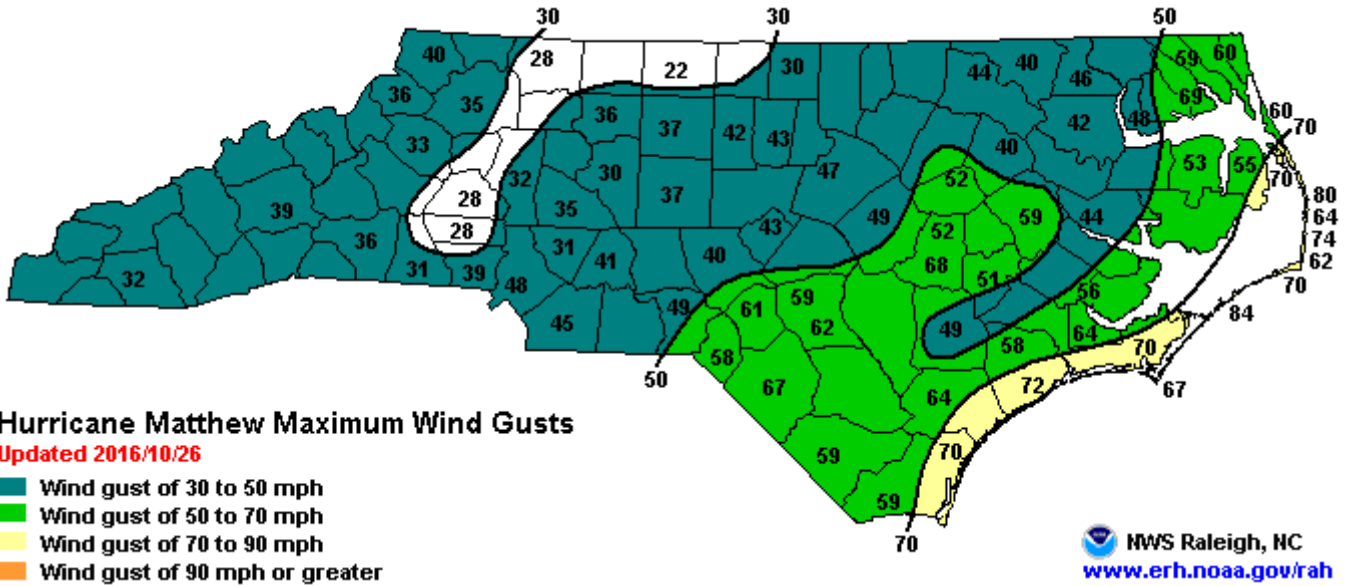 30 30 50
40 28 22 30 44 40 46 59 60
36 35 36 37 42 43 42 48 69 60 70
33 32 30 47 40 53 55 70
28 35 37 52 49 59 44 80
39 28 43 52 64
36 31 40 68 74
32 31 39 48 41 51 56 62 70
45 49 61 59 62 49 58 64 70 84
50 58 67 64 72 67
59 70
59
70
Hurricane Matthew Maximum Wind Gusts
Updated 2016/10/26
Wind gust of 30 to 50 mph
Wind gust of 50 to 70 mph
Wind gust of 70 to 90 mph
Wind gust of 90 mph or greater
NWS Raleigh, NC
www.erh.noaa.gov/rah